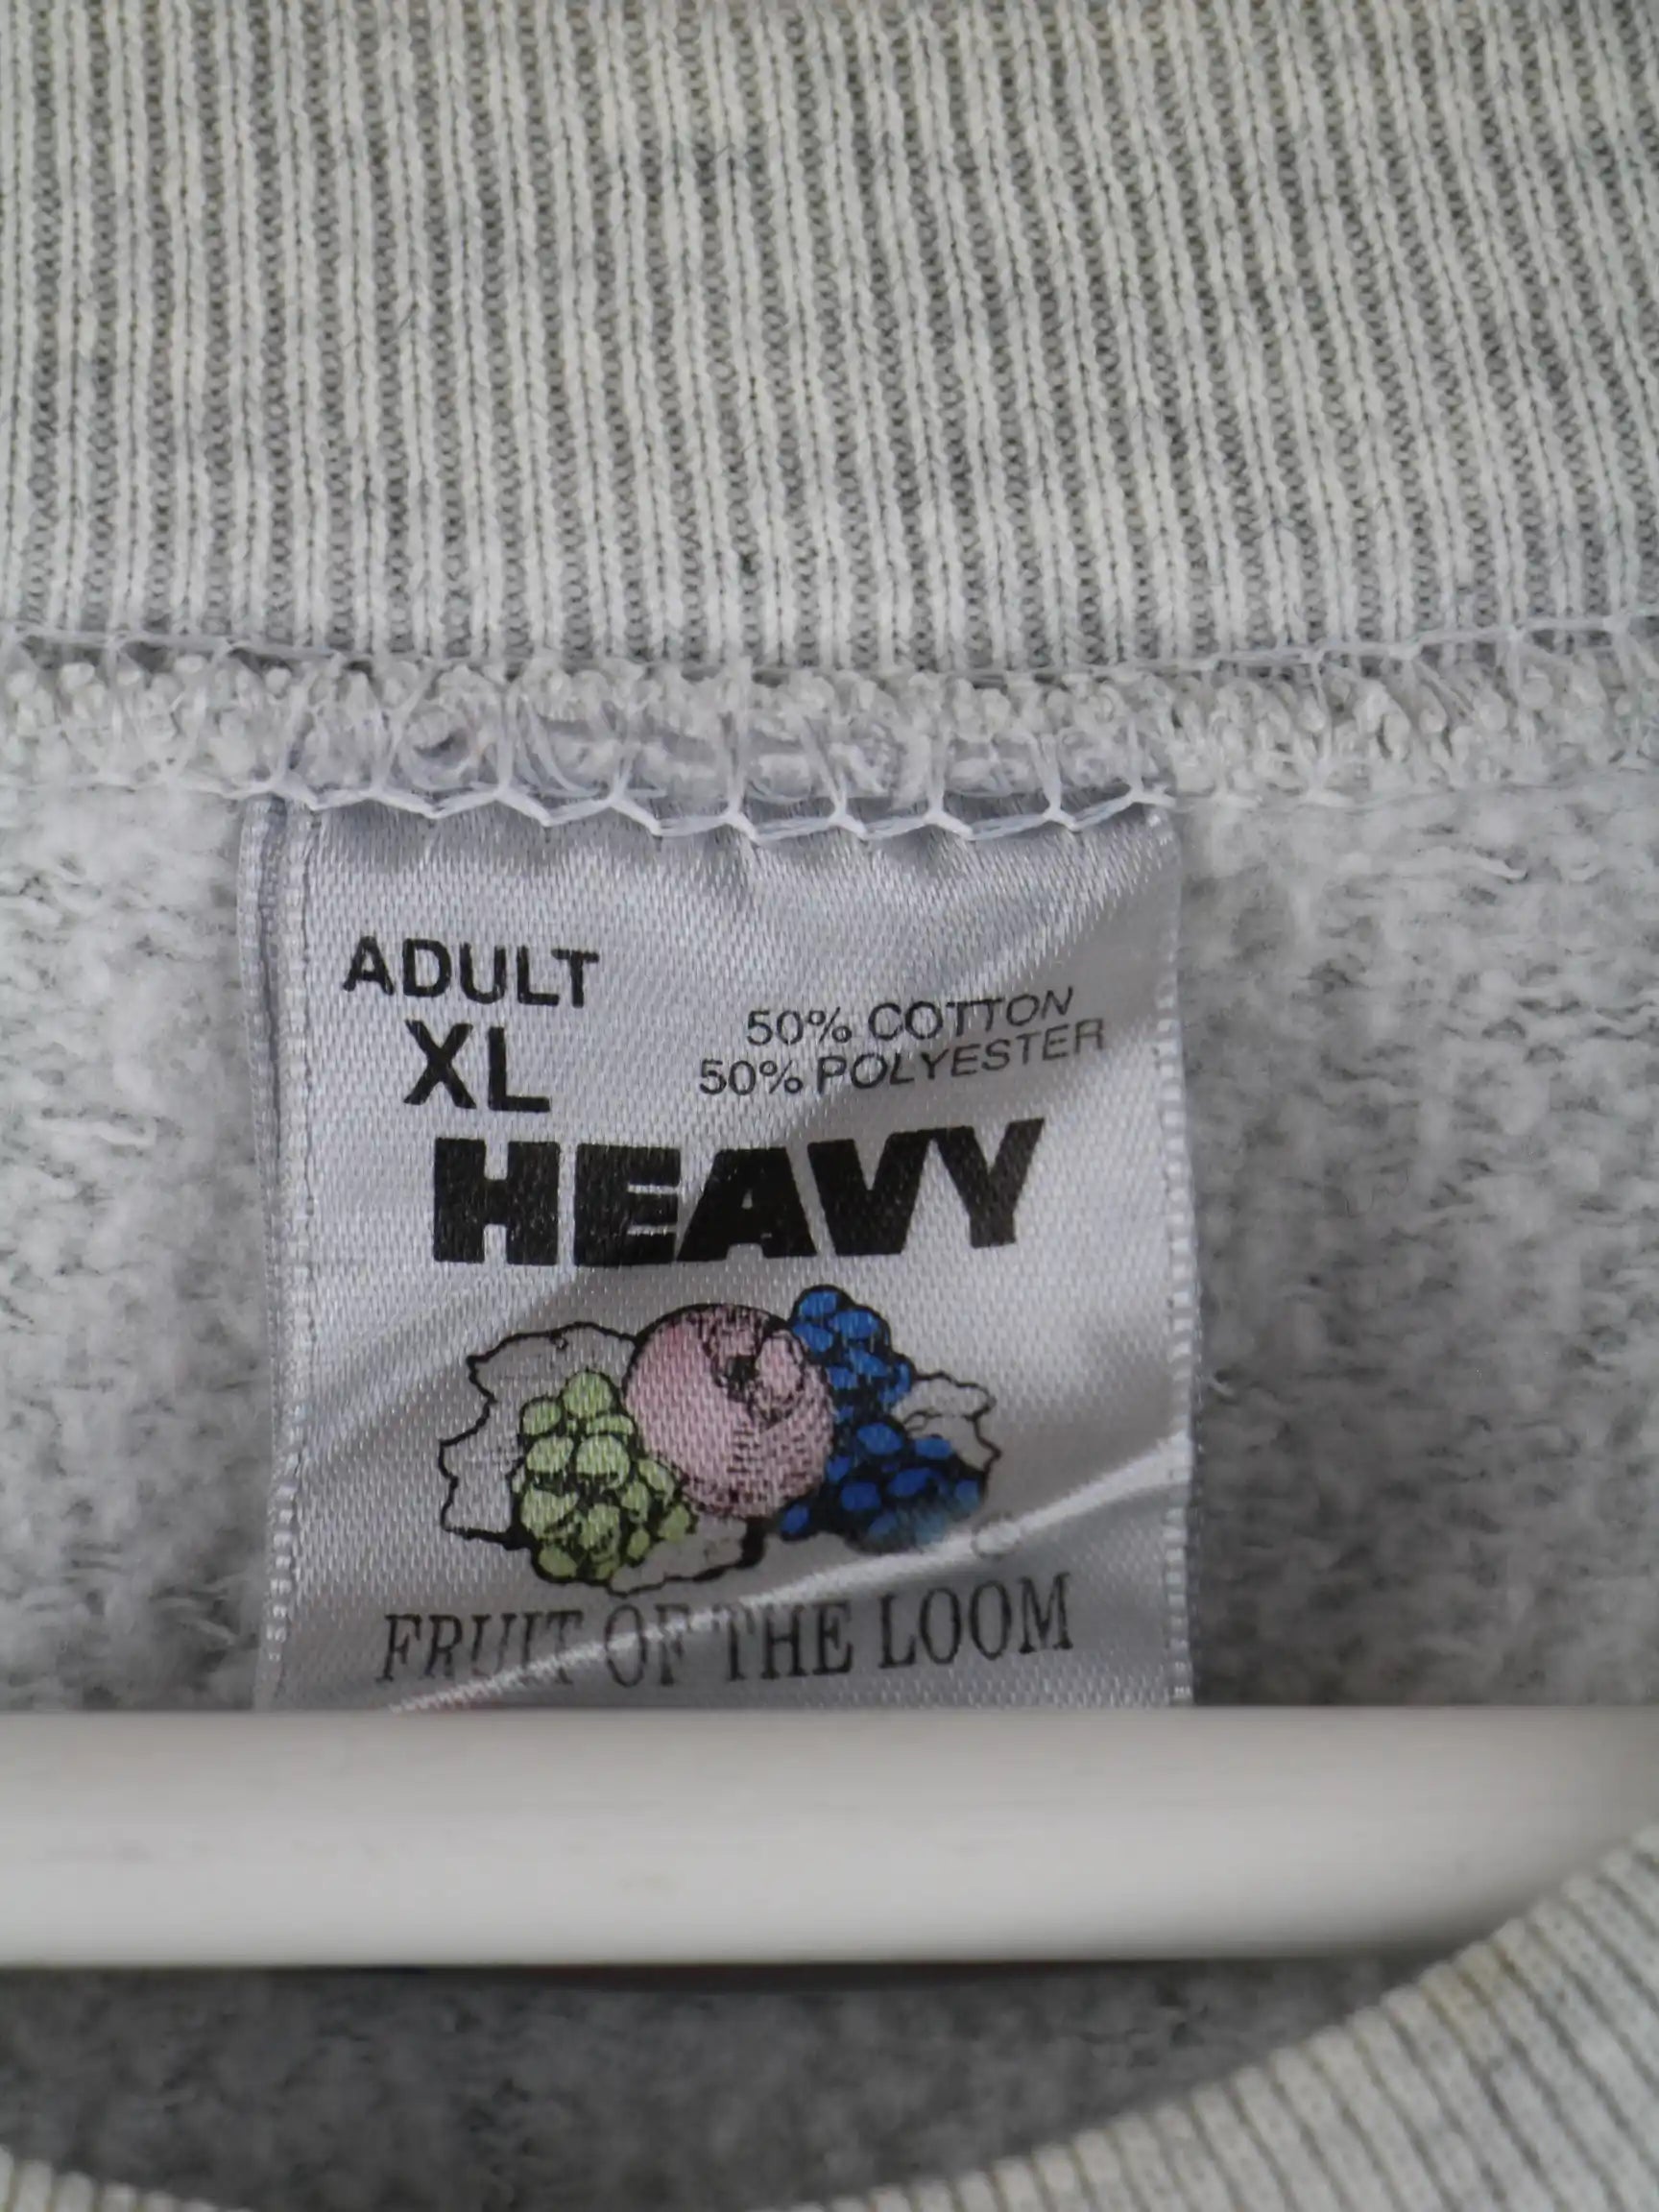 ADULT
XL
50% COTTON
50% POLYESTER
HEAVY
FRUIT OF THE LOOM